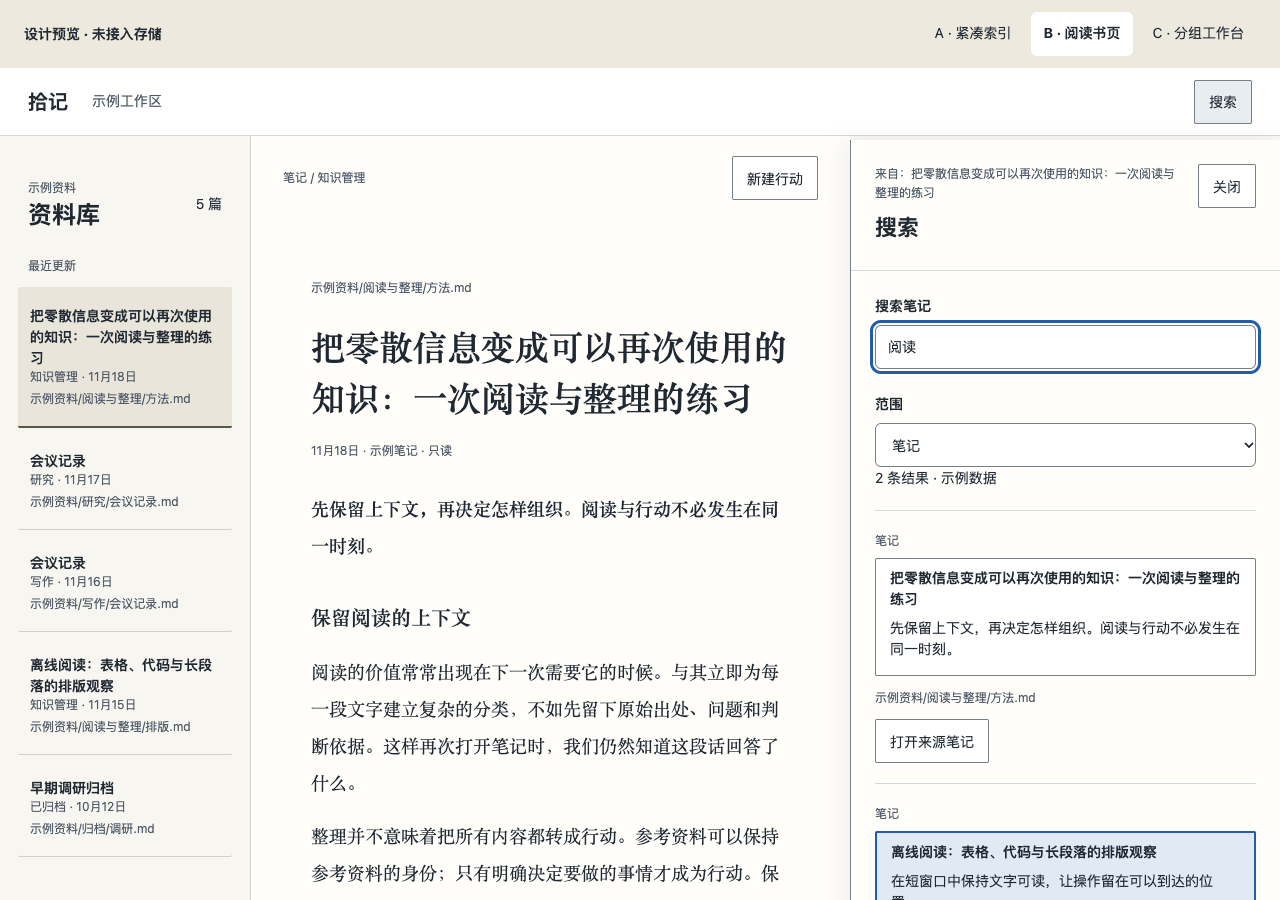 设计预览 · 未接入存储
A · 紧凑索引
B · 阅读书页
C · 分组工作台
拾记
示例工作区
搜索
示例资料
资料库
5 篇
最近更新
把零散信息变成可以再次使用
的知识：一次阅读与整理的练
习
知识管理 · 11月18日
示例资料/阅读与整理/方法.md
会议记录
研究 · 11月17日
示例资料/研究/会议记录.md
会议记录
写作 · 11月16日
示例资料/写作/会议记录.md
离线阅读：表格、代码与长段
落的排版观察
知识管理 · 11月15日
示例资料/阅读与整理/排版.md
早期调研归档
已归档 · 10月12日
示例资料/归档/调研.md
笔记 / 知识管理
新建行动
示例资料/阅读与整理/方法.md
把零散信息变成可以再次使用的
知识：一次阅读与整理的练习
11月18日 · 示例笔记 · 只读
先保留上下文，再决定怎样组织。阅读与行动不必发生在同
一时刻。
保留阅读的上下文
阅读的价值常常出现在下一次需要它的时候。与其立即为每
一段文字建立复杂的分类，不如先留下原始出处、问题和判
断依据。这样再次打开笔记时，我们仍然知道这段话回答了
什么。
整理并不意味着把所有内容都转成行动。参考资料可以保持
参考资料的身份；只有明确决定要做的事情才成为行动。保
来自：把零散信息变成可以再次使用的知识：一次阅读与
整理的练习
关闭
搜索
搜索笔记
阅读
范围
笔记
2 条结果 · 示例数据
笔记
把零散信息变成可以再次使用的知识：一次阅读与整理的
练习
先保留上下文，再决定怎样组织。阅读与行动不必发生在
同一时刻。
示例资料/阅读与整理/方法.md
打开来源笔记
笔记
离线阅读：表格、代码与长段落的排版观察
在短窗口中保持文字可读，让操作留在可以到达的位
置。